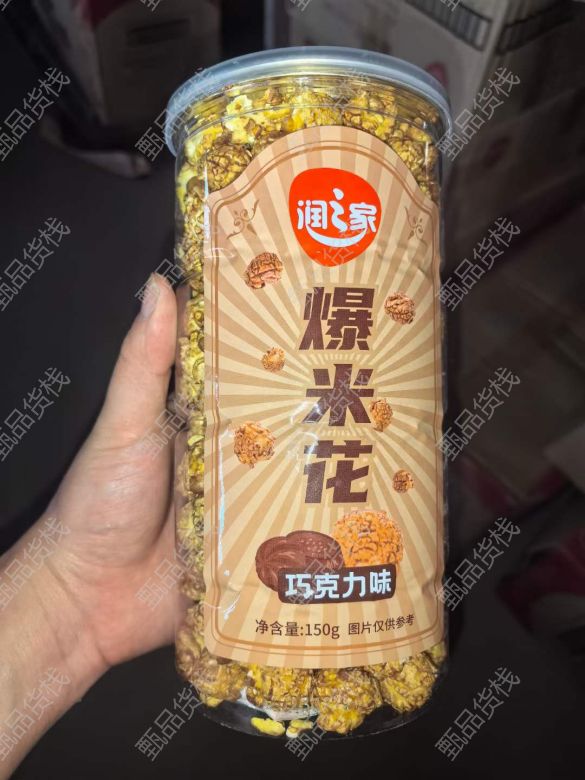 润之家
爆米花
巧克力味
净含量:150g 图片仅供参考
甄品货栈